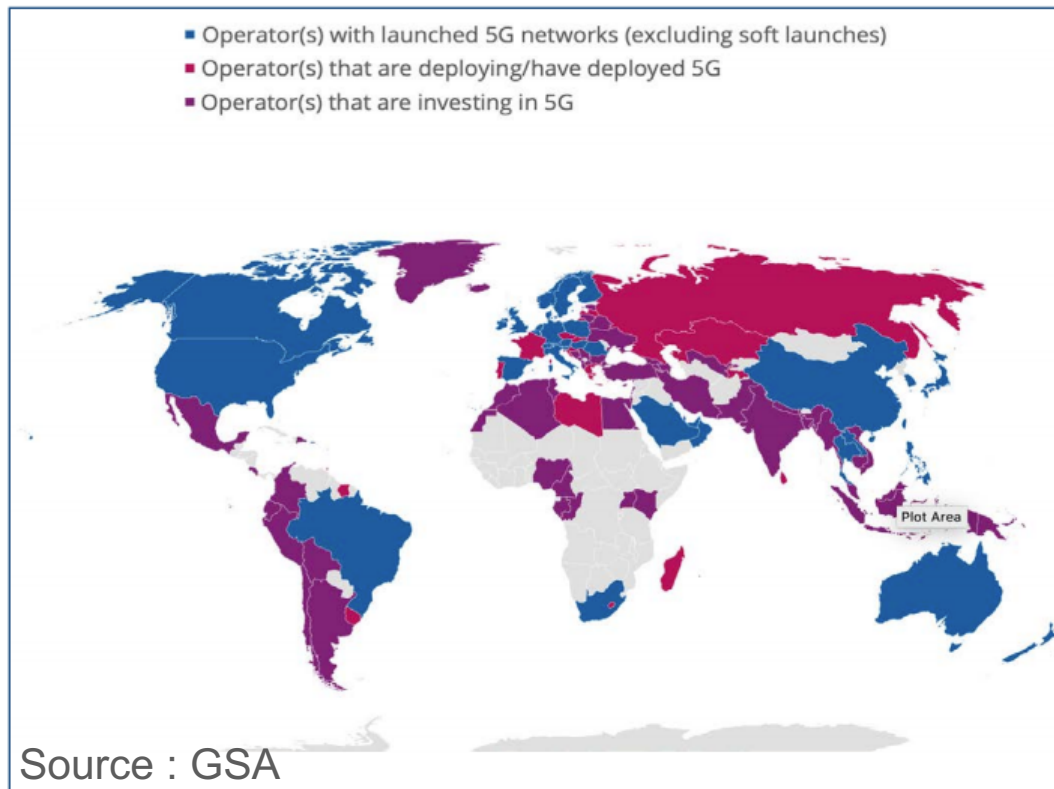 Operator(s) with launched 5G networks (excluding soft launches)
Operator(s) that are deploying/have deployed 5G
Operator(s) that are investing in 5G
Plot Area
Source : GSA